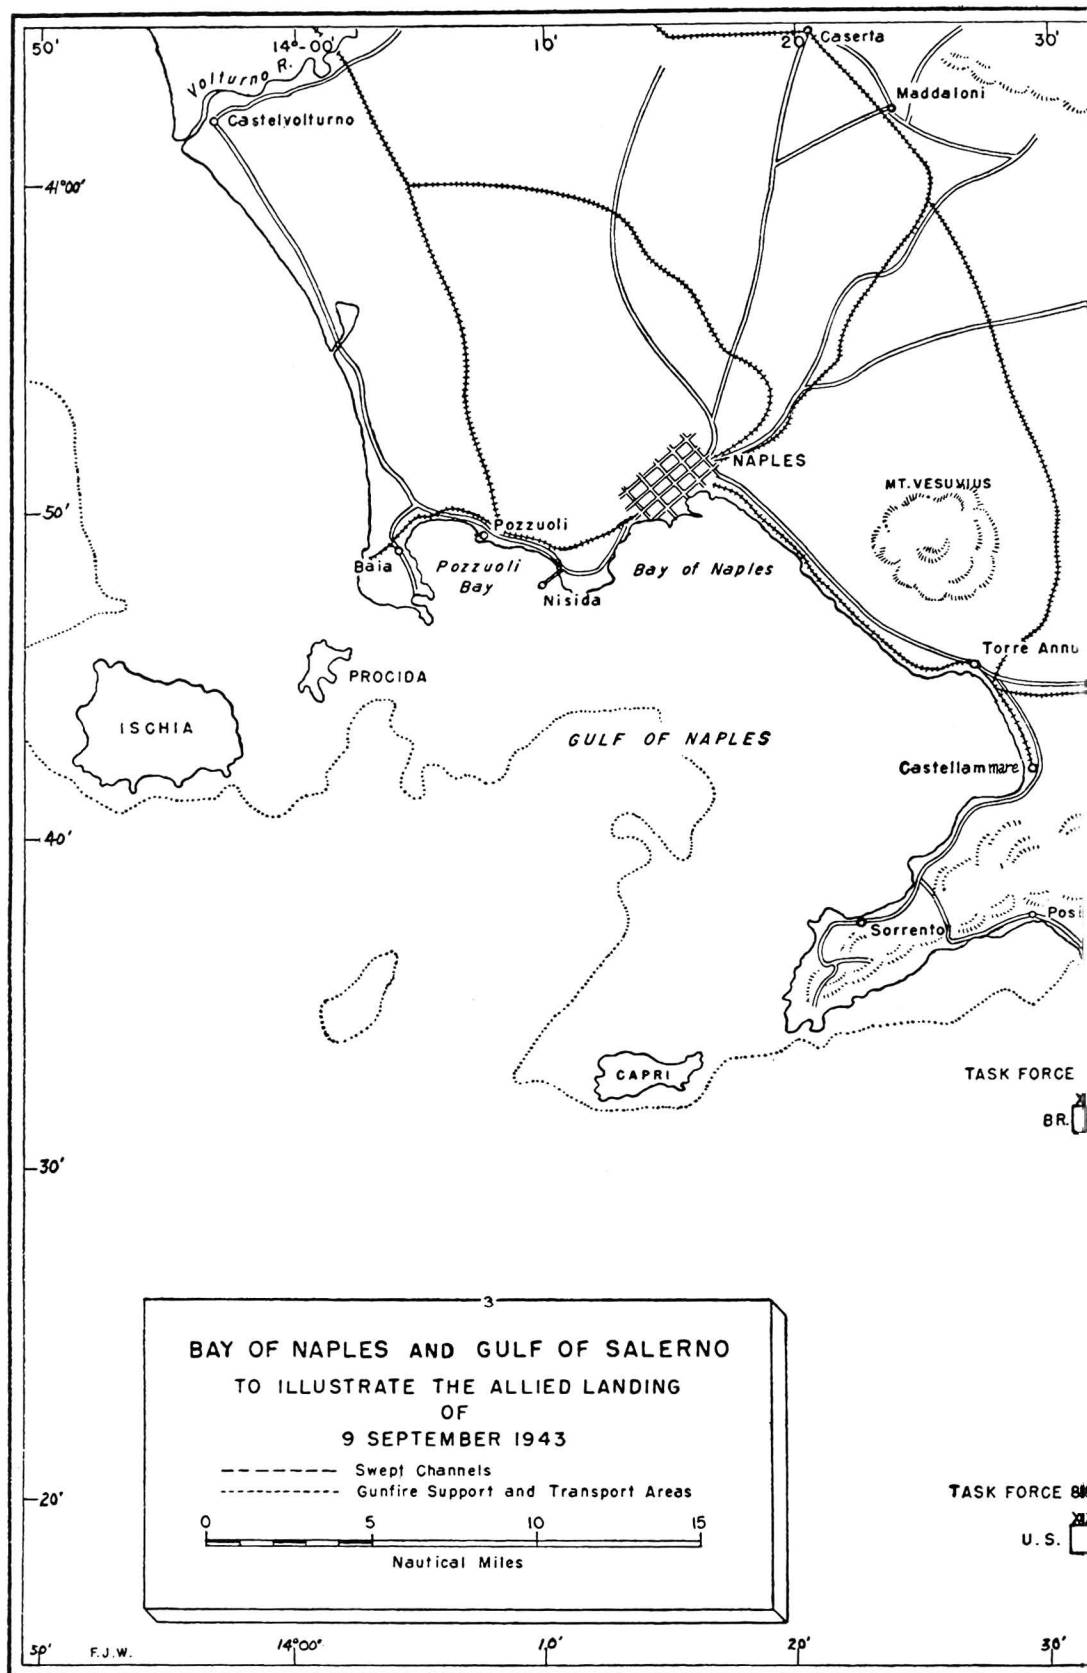 50'
14°00'
10'
20'
30'
Caserta
Volturno R.
Maddaloni
Castelvolturno
41°00'
NAPLES
MT. VESUVIUS
50'
Pozzuoli
Baia
Pozzuoli Bay
Bay of Naples
Nisida
Torre Annu
PROCIDA
ISCHIA
GULF OF NAPLES
Castellammare
40'
Sorrento
Posi
CAPRI
TASK FORCE
BR.
30'
3
BAY OF NAPLES AND GULF OF SALERNO
TO ILLUSTRATE THE ALLIED LANDING
OF
9 SEPTEMBER 1943
Swept Channels
Gunfire Support and Transport Areas
0 5 10 15
Nautical Miles
20'
TASK FORCE
U. S.
50'
F.J.W.
14°00'
10'
20'
30'